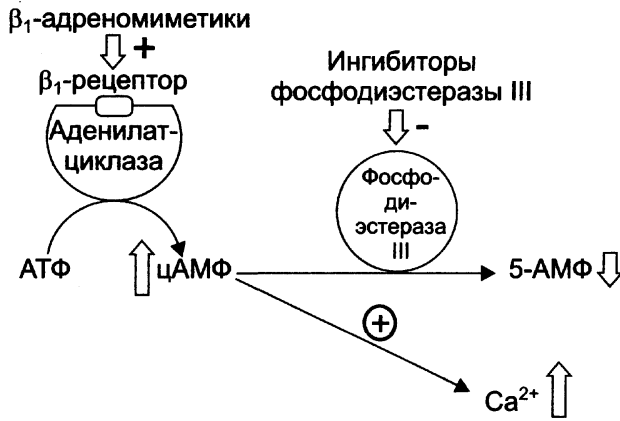 β₁-адреномиметики
+
β₁-рецептор
Аденилат-
циклаза
Ингибиторы
фосфодиэстеразы III
-
Фосфо-
ди-
эстераза
III
АТФ
цАМФ
5-АМФ
+
Ca²⁺